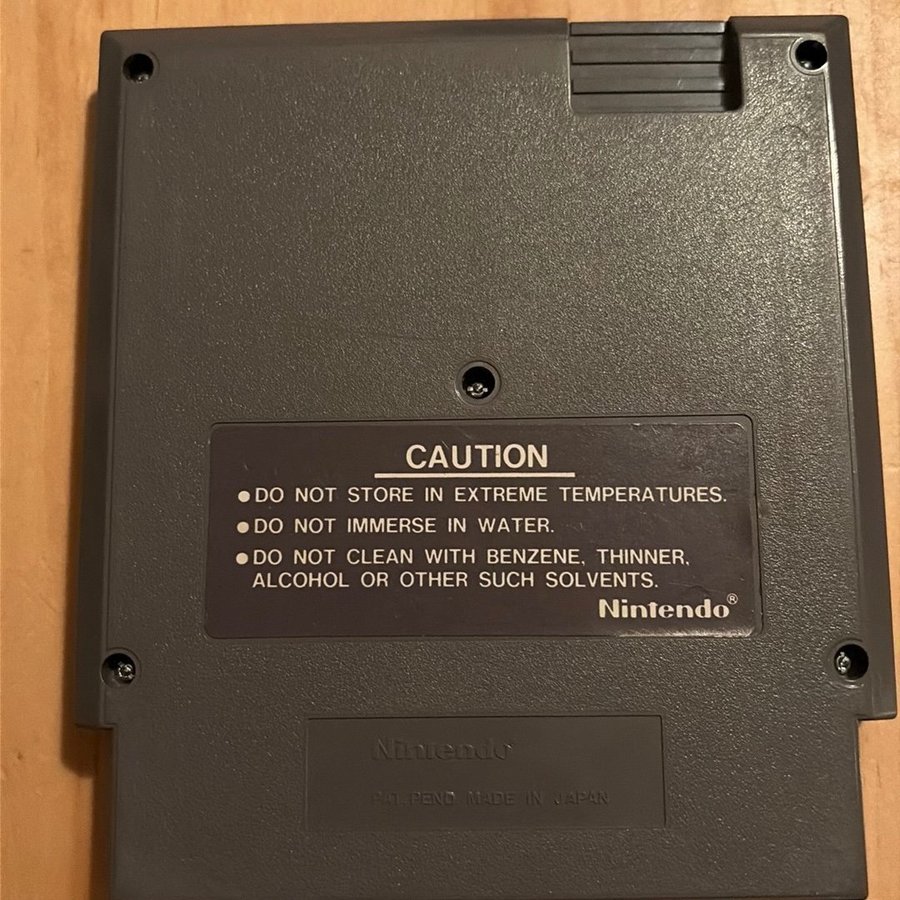 CAUTION
●DO NOT STORE IN EXTREME TEMPERATURES.
●DO NOT IMMERSE IN WATER.
●DO NOT CLEAN WITH BENZENE, THINNER,
ALCOHOL OR OTHER SUCH SOLVENTS.
Nintendo®
Nintendo
PAT. PEND. MADE IN JAPAN